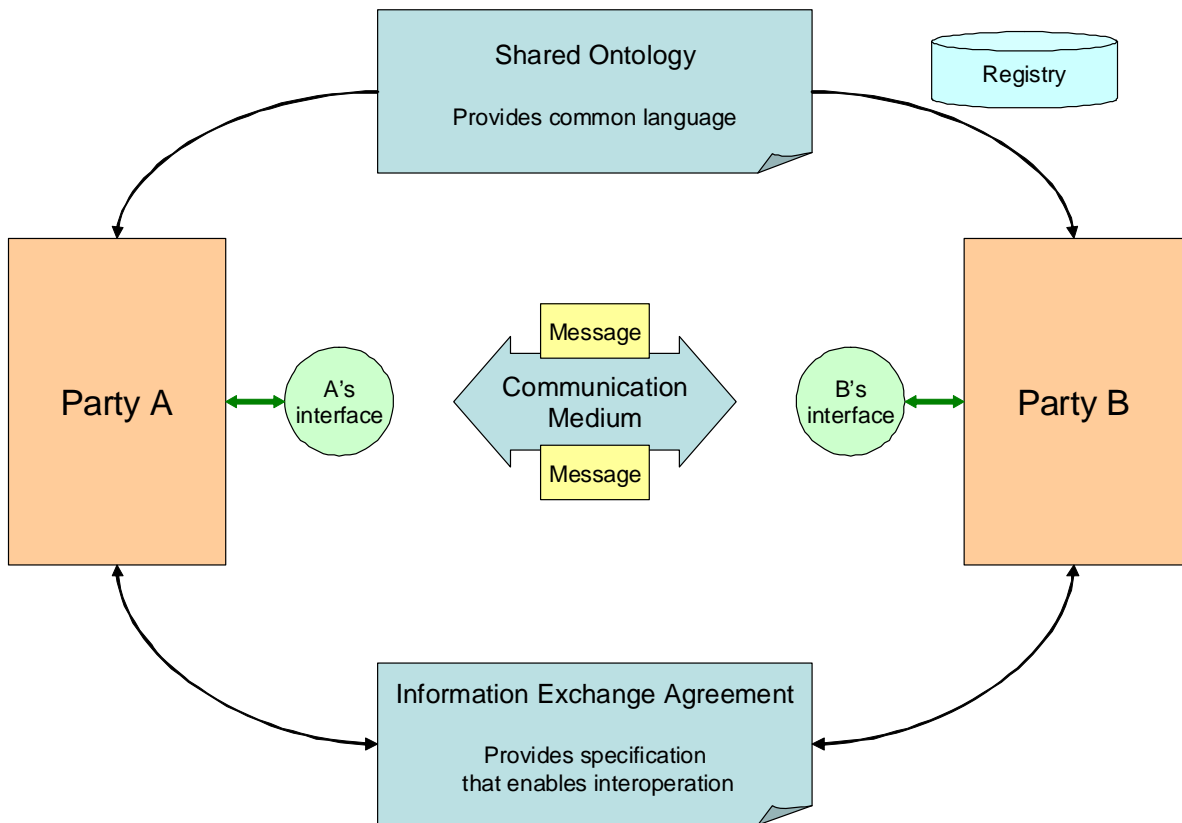 Shared Ontology
Provides common language
Registry
Party A
A's
interface
Message
Communication
Medium
Message
B's
interface
Party B
Information Exchange Agreement
Provides specification
that enables interoperation